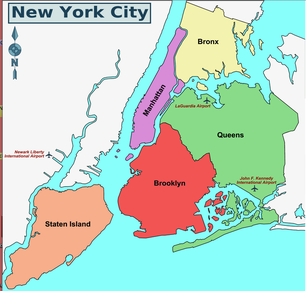 New York City
N
Bronx
Manhattan
LaGuardia Airport
Queens
Newark Liberty
International Airport
John F. Kennedy
International Airport
Brooklyn
Staten Island